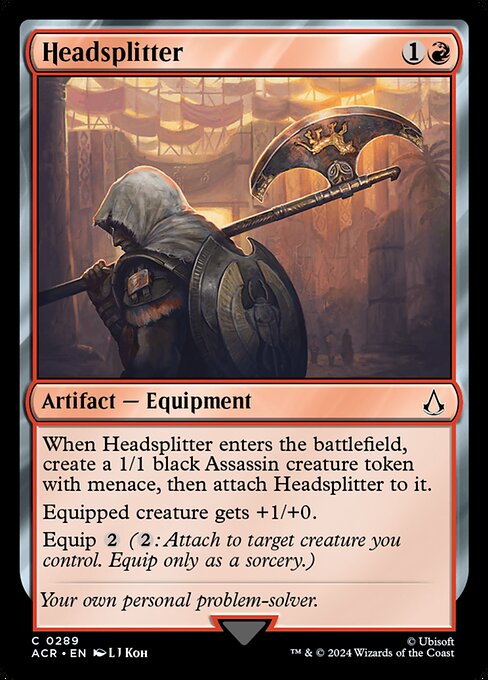 Headsplitter 1
Artifact — Equipment
When Headsplitter enters the battlefield,
create a 1/1 black Assassin creature token
with menace, then attach Headsplitter to it.
Equipped creature gets +1/+0.
Equip 2 (2: Attach to target creature you
control. Equip only as a sorcery.)
Your own personal problem-solver.
C 0289
ACR • EN LJ Koh
© Ubisoft
™ & © 2024 Wizards of the Coast